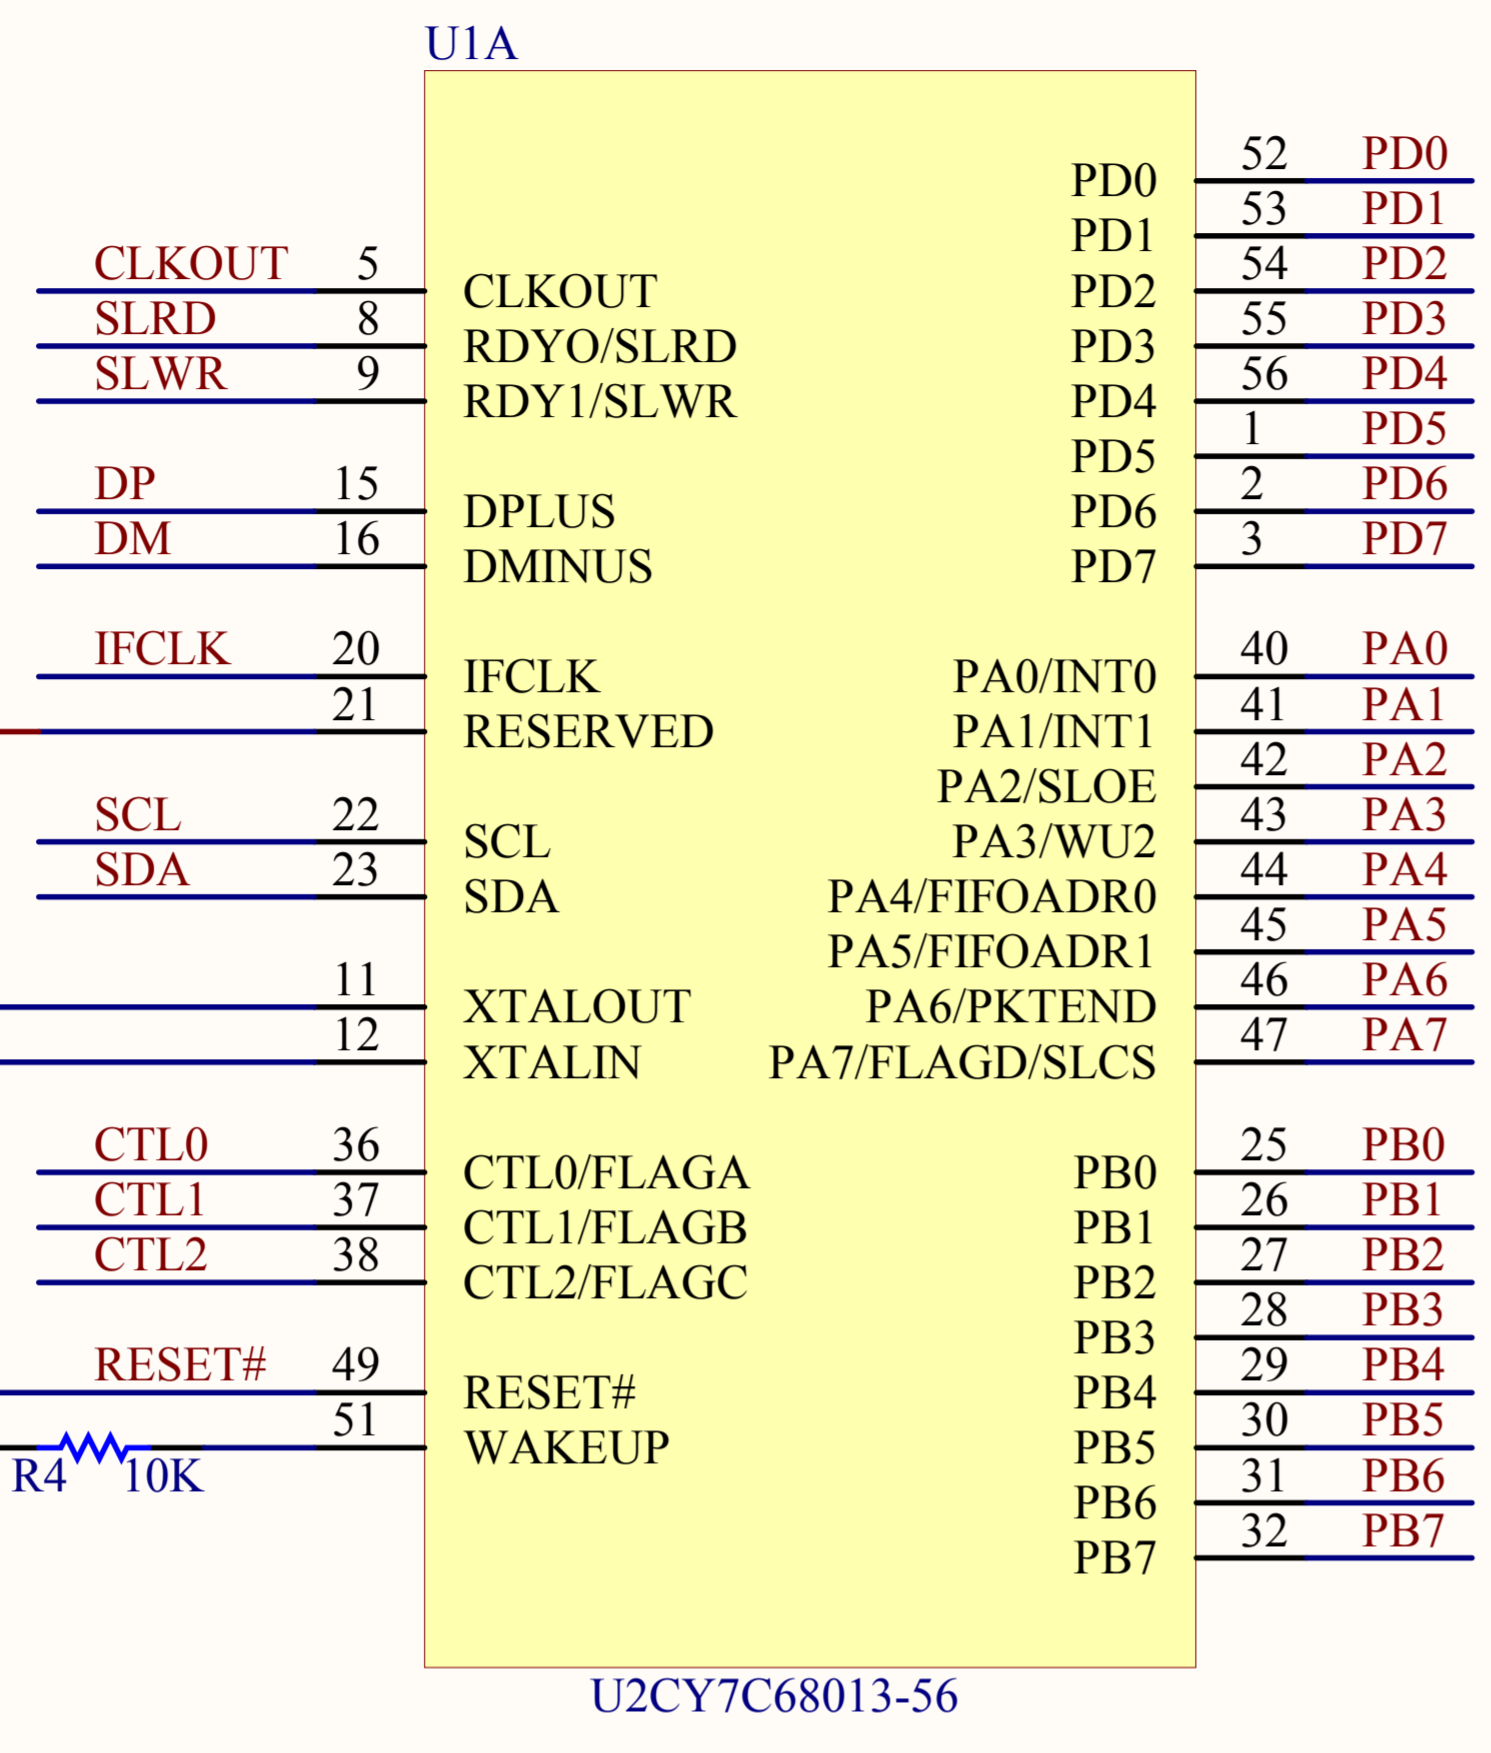 U1A
52 PD0
PD0
53 PD1
PD1
CLKOUT 5
54 PD2
CLKOUT
PD2
SLRD 8
55 PD3
RDYO/SLRD
PD3
SLWR 9
56 PD4
RDY1/SLWR
PD4
1 PD5
PD5
DP 15
2 PD6
DPLUS
PD6
DM 16
3 PD7
DMINUS
PD7
IFCLK 20
40 PA0
IFCLK
PA0/INT0
21
41 PA1
RESERVED
PA1/INT1
42 PA2
PA2/SLOE
SCL 22
43 PA3
SCL
PA3/WU2
SDA 23
44 PA4
SDA
PA4/FIFOADR0
45 PA5
PA5/FIFOADR1
11
46 PA6
XTALOUT
PA6/PKTEND
12
47 PA7
XTALIN
PA7/FLAGD/SLCS
CTL0 36
25 PB0
CTL0/FLAGA
PB0
CTL1 37
26 PB1
CTL1/FLAGB
PB1
CTL2 38
27 PB2
CTL2/FLAGC
PB2
28 PB3
PB3
RESET# 49
29 PB4
RESET#
PB4
51
30 PB5
WAKEUP
PB5
R4 10K
31 PB6
PB6
32 PB7
PB7
U2CY7C68013-56